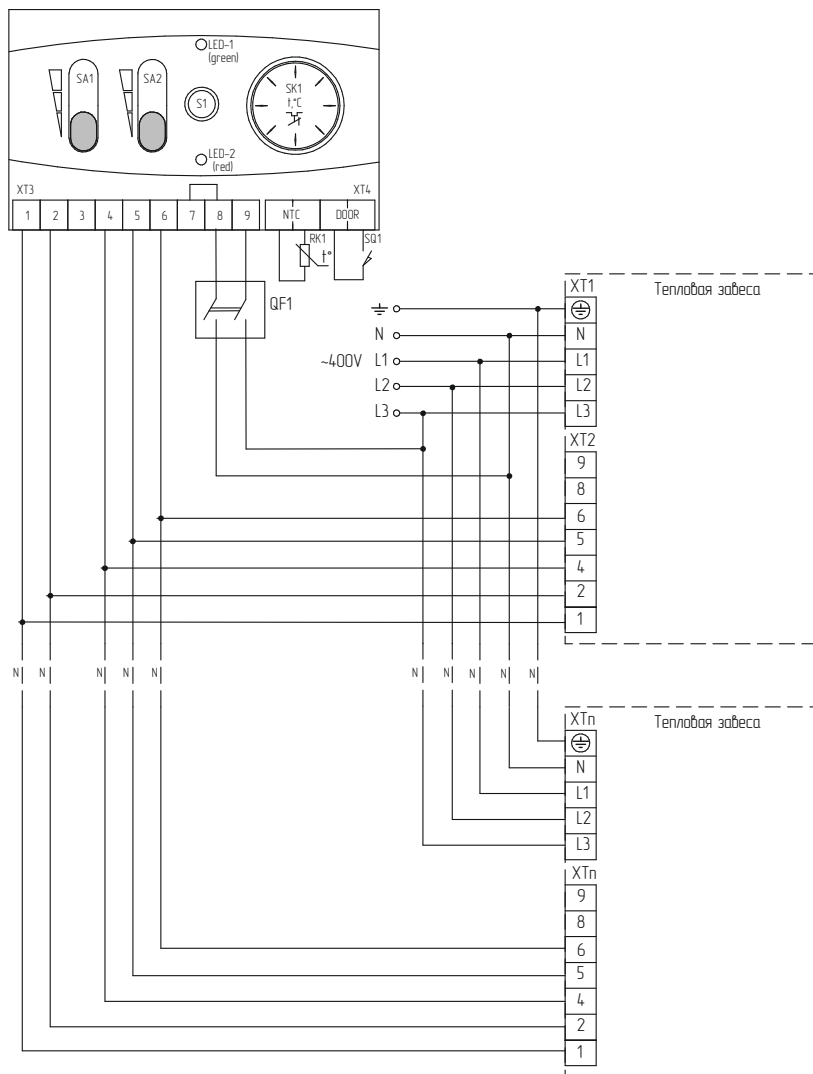 LED-1
(green)
SA1
SA2
S1
SK1
t,°C
LED-2
(red)
XT3
XT4
1 2 3 4 5 6 7 8 9 NTC DOOR
RK1
t°
SQ1
QF1
XT1
Тепловая завеса
N N
~400V L1 L1
L2 L2
L3 L3
XT2
9
8
6
5
4
2
1
N N N N N N N N N N
XTn
Тепловая завеса
N
L1
L2
L3
XTn
9
8
6
5
4
2
1